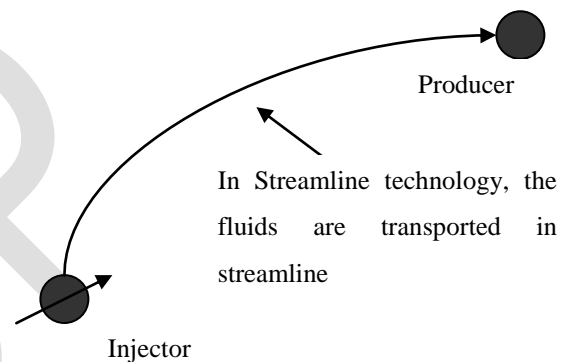 Producer
In Streamline technology, the
fluids are transported in
streamline
Injector